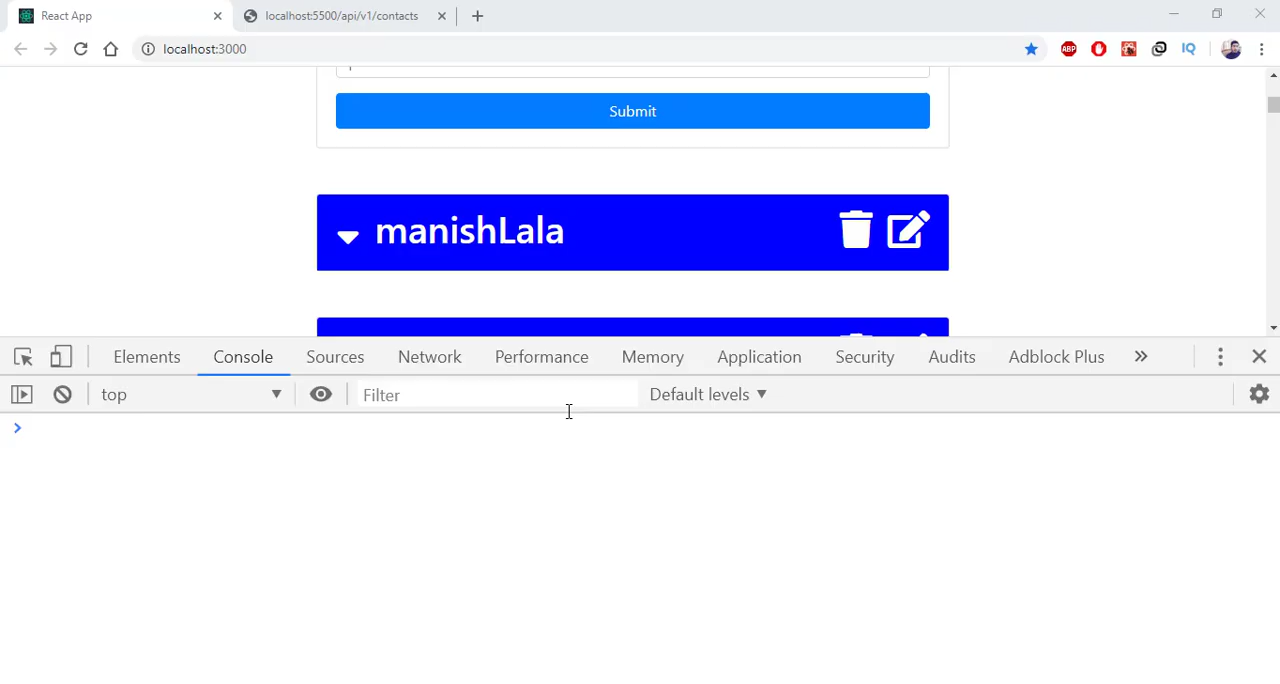 React App
localhost:5500/api/v1/contacts
localhost:3000
ABP
IQ
Submit
manishLala
Elements Console Sources Network Performance Memory Application Security Audits Adblock Plus
top Filter Default levels